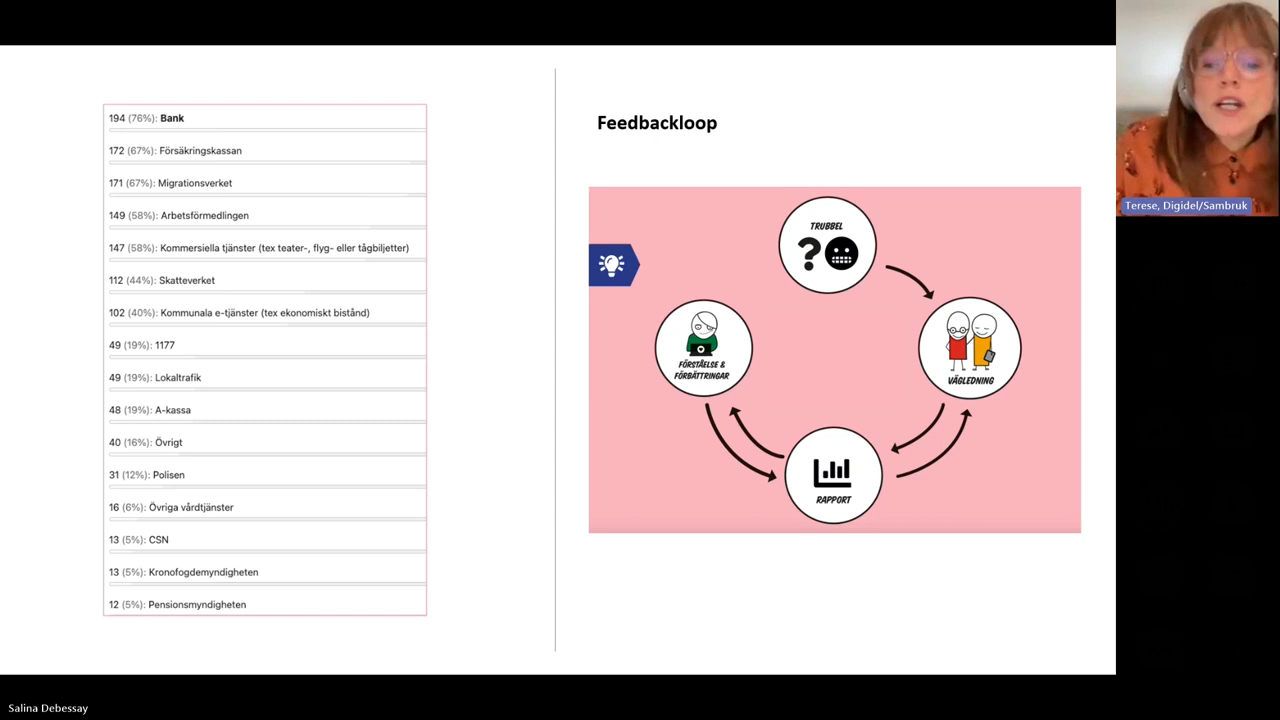 194 (76%): Bank
172 (67%): Försäkringskassan
171 (67%): Migrationsverket
149 (58%): Arbetsförmedlingen
147 (58%): Kommersiella tjänster (tex teater-, flyg- eller tågbiljetter)
112 (44%): Skatteverket
102 (40%): Kommunala e-tjänster (tex ekonomiskt bistånd)
49 (19%): 1177
49 (19%): Lokaltrafik
48 (19%): A-kassa
40 (16%): Övrigt
31 (12%): Polisen
16 (6%): Övriga vårdtjänster
13 (5%): CSN
13 (5%): Kronofogdemyndigheten
12 (5%): Pensionsmyndigheten
Feedbackloop
TRUBBEL
?
FÖRSTÅELSE &
FÖRBÄTTRINGAR
VÄGLEDNING
RAPPORT
Terese, Digidel/Sambruk
Salina Debessay